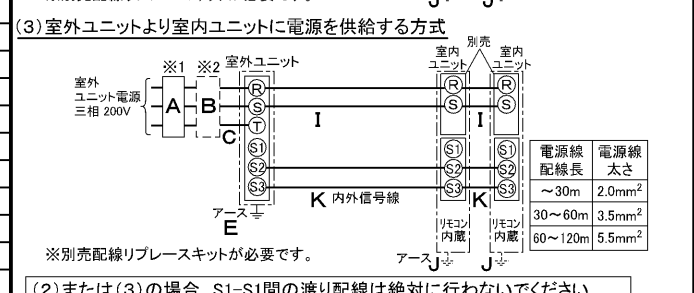 (3)室外ユニットより室内ユニットに電源を供給する方式
別売
※1 ※2 室外ユニット
室内
ユニット
室内
ユニット
室外
ユニット電源
三相 200V
A B C
R
S
T
S1
S2
S3
I
R
S
S1
S2
S3
I
R
S
S1
S2
S3
K 内外信号線
K
アース
E
リモコン
内蔵
リモコン
内蔵
アース J J
電源線
配線長
電源線
太さ
~30m 2.0mm²
30~60m 3.5mm²
60~120m 5.5mm²
※別売配線リプレースキットが必要です。
(2)または(3)の場合、S1-S1間の渡り配線は絶対に行わないでください